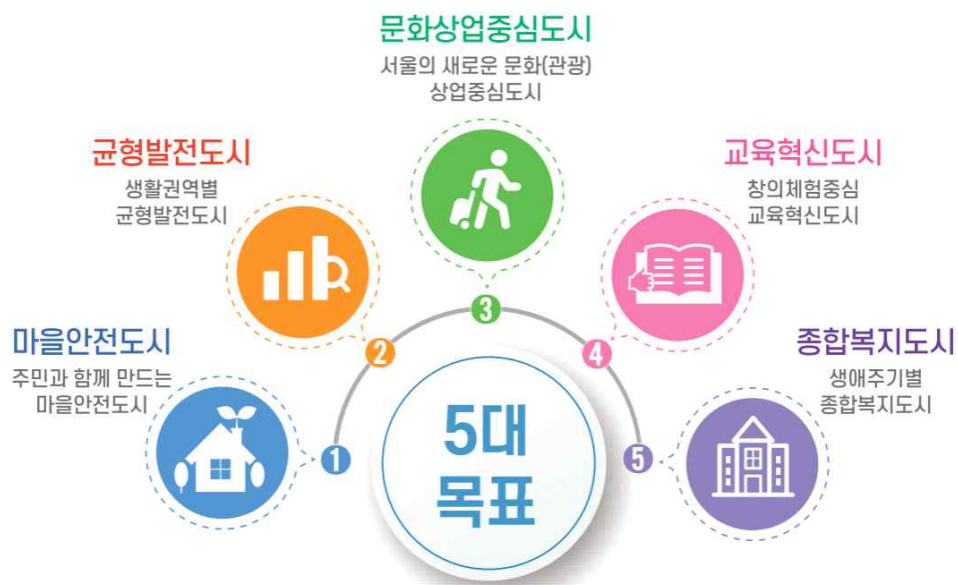 문화상업중심도시
서울의 새로운 문화(관광)
상업중심도시
균형발전도시
생활권역별
균형발전도시
교육혁신도시
창의체험중심
교육혁신도시
마을안전도시
주민과 함께 만드는
마을안전도시
종합복지도시
생애주기별
종합복지도시
1
2
3
4
5
5대
목표